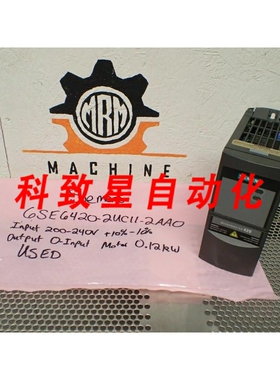 MRM
MACHINE
科致星自动化
6SE6420-2UC11-2AA0
Input 200-240V +10% -10%
Output 0-Input Motor 0.12kW
USED